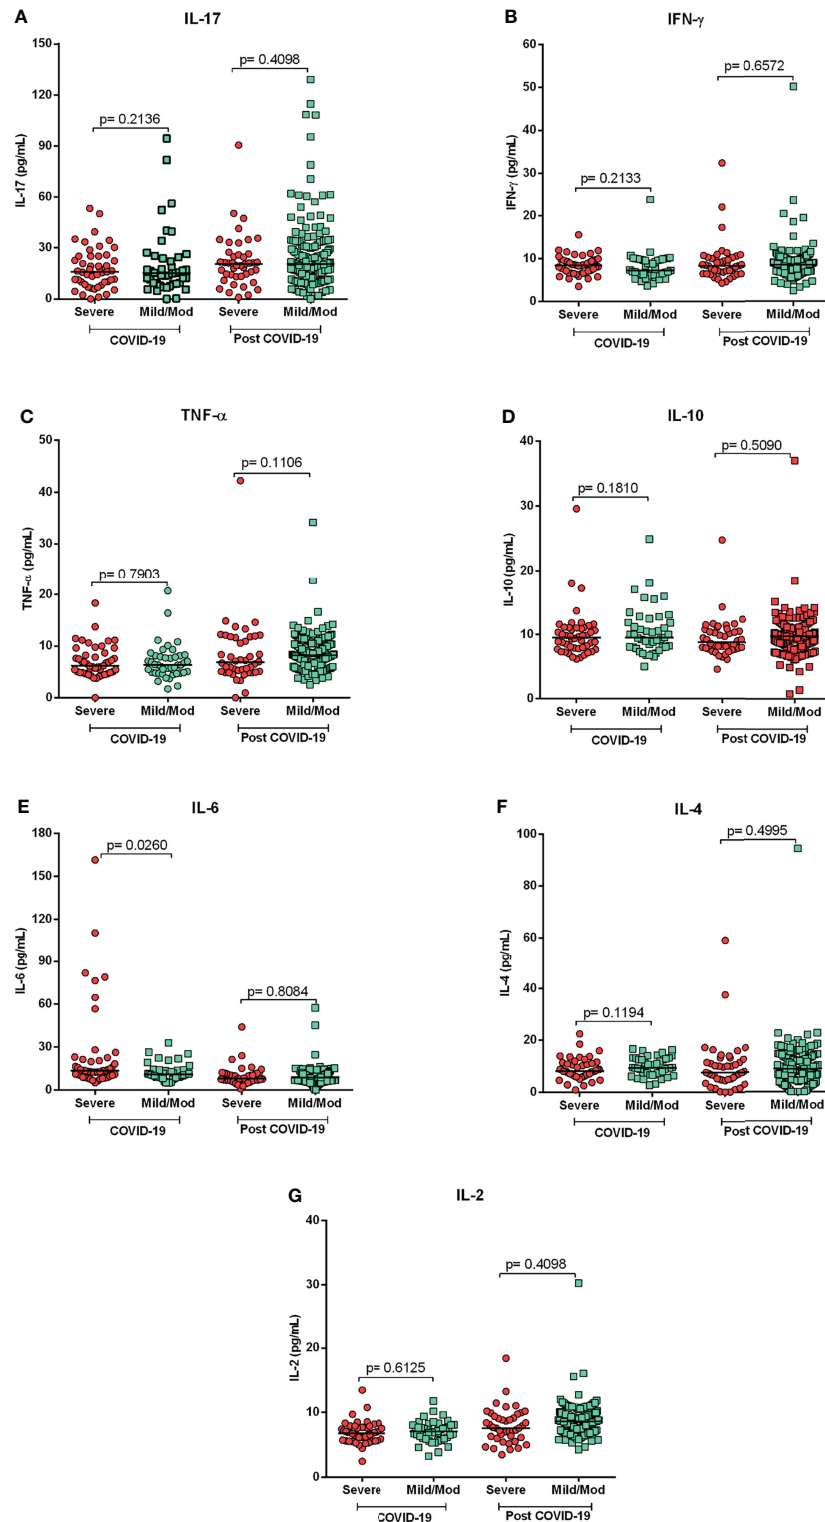 A
IL-17
150
120
90
60
30
0
IL-17 (pg/mL)
p= 0.2136
p= 0.4098
Severe Mild/Mod Severe Mild/Mod
COVID-19 Post COVID-19
B
IFN-γ
60
50
40
30
20
10
0
IFN-γ (pg/mL)
p= 0.2133
p= 0.6572
Severe Mild/Mod Severe Mild/Mod
COVID-19 Post COVID-19
C
TNF-α
50
40
30
20
10
0
TNF-α (pg/mL)
p= 0.7903
p= 0.1106
Severe Mild/Mod Severe Mild/Mod
COVID-19 Post COVID-19
D
IL-10
40
30
20
10
0
IL-10 (pg/mL)
p= 0.1810
p= 0.5090
Severe Mild/Mod Severe Mild/Mod
COVID-19 Post COVID-19
E
IL-6
180
150
120
90
60
30
0
IL-6 (pg/mL)
p= 0.0260
p= 0.8084
Severe Mild/Mod Severe Mild/Mod
COVID-19 Post COVID-19
F
IL-4
100
80
60
40
20
0
IL-4 (pg/mL)
p= 0.1194
p= 0.4995
Severe Mild/Mod Severe Mild/Mod
COVID-19 Post COVID-19
G
IL-2
40
30
20
10
0
IL-2 (pg/mL)
p= 0.6125
p= 0.4098
Severe Mild/Mod Severe Mild/Mod
COVID-19 Post COVID-19